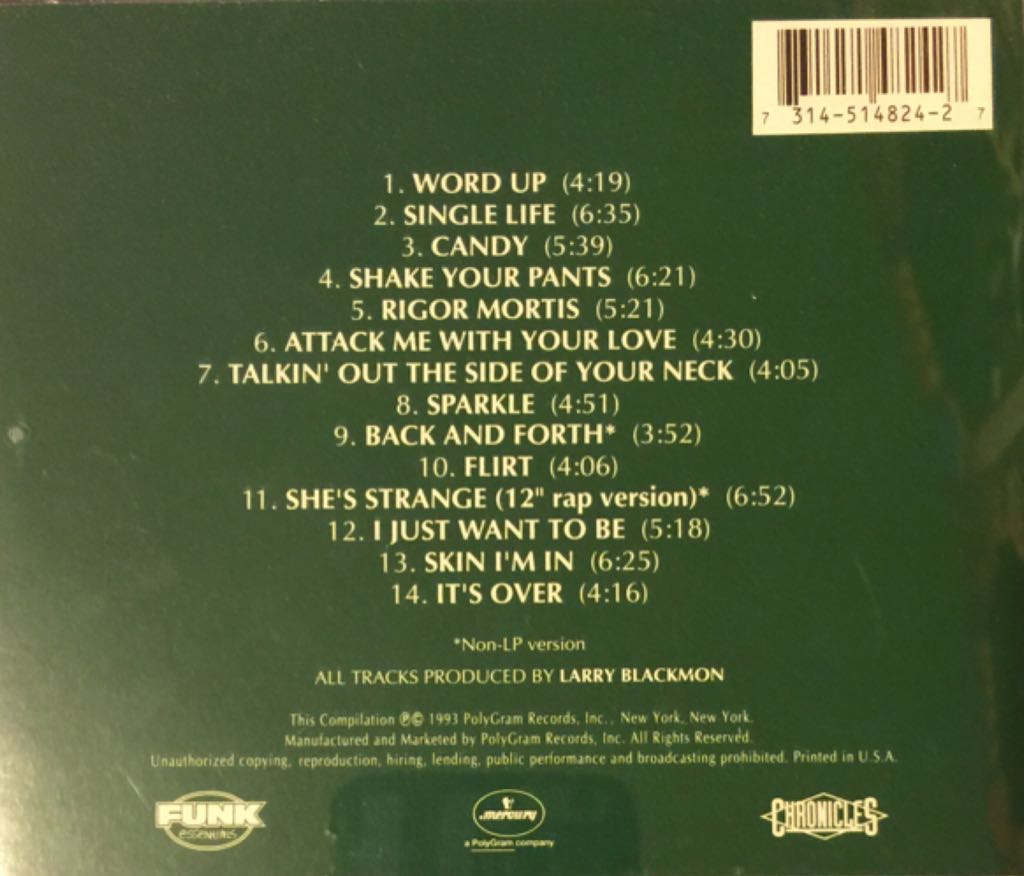 7 314-514824-2 7
1. WORD UP (4:19)
2. SINGLE LIFE (6:35)
3. CANDY (5:39)
4. SHAKE YOUR PANTS (6:21)
5. RIGOR MORTIS (5:21)
6. ATTACK ME WITH YOUR LOVE (4:30)
7. TALKIN' OUT THE SIDE OF YOUR NECK (4:05)
8. SPARKLE (4:51)
9. BACK AND FORTH* (3:52)
10. FLIRT (4:06)
11. SHE'S STRANGE (12" rap version)* (6:52)
12. I JUST WANT TO BE (5:18)
13. SKIN I'M IN (6:25)
14. IT'S OVER (4:16)
*Non-LP version
ALL TRACKS PRODUCED BY LARRY BLACKMON
This Compilation ℗© 1993 PolyGram Records, Inc., New York, New York.
Manufactured and Marketed by PolyGram Records, Inc. All Rights Reserved.
Unauthorized copying, reproduction, hiring, lending, public performance and broadcasting prohibited. Printed in U.S.A.
FUNK
essentials
mercury
a PolyGram company
CHRONICLES